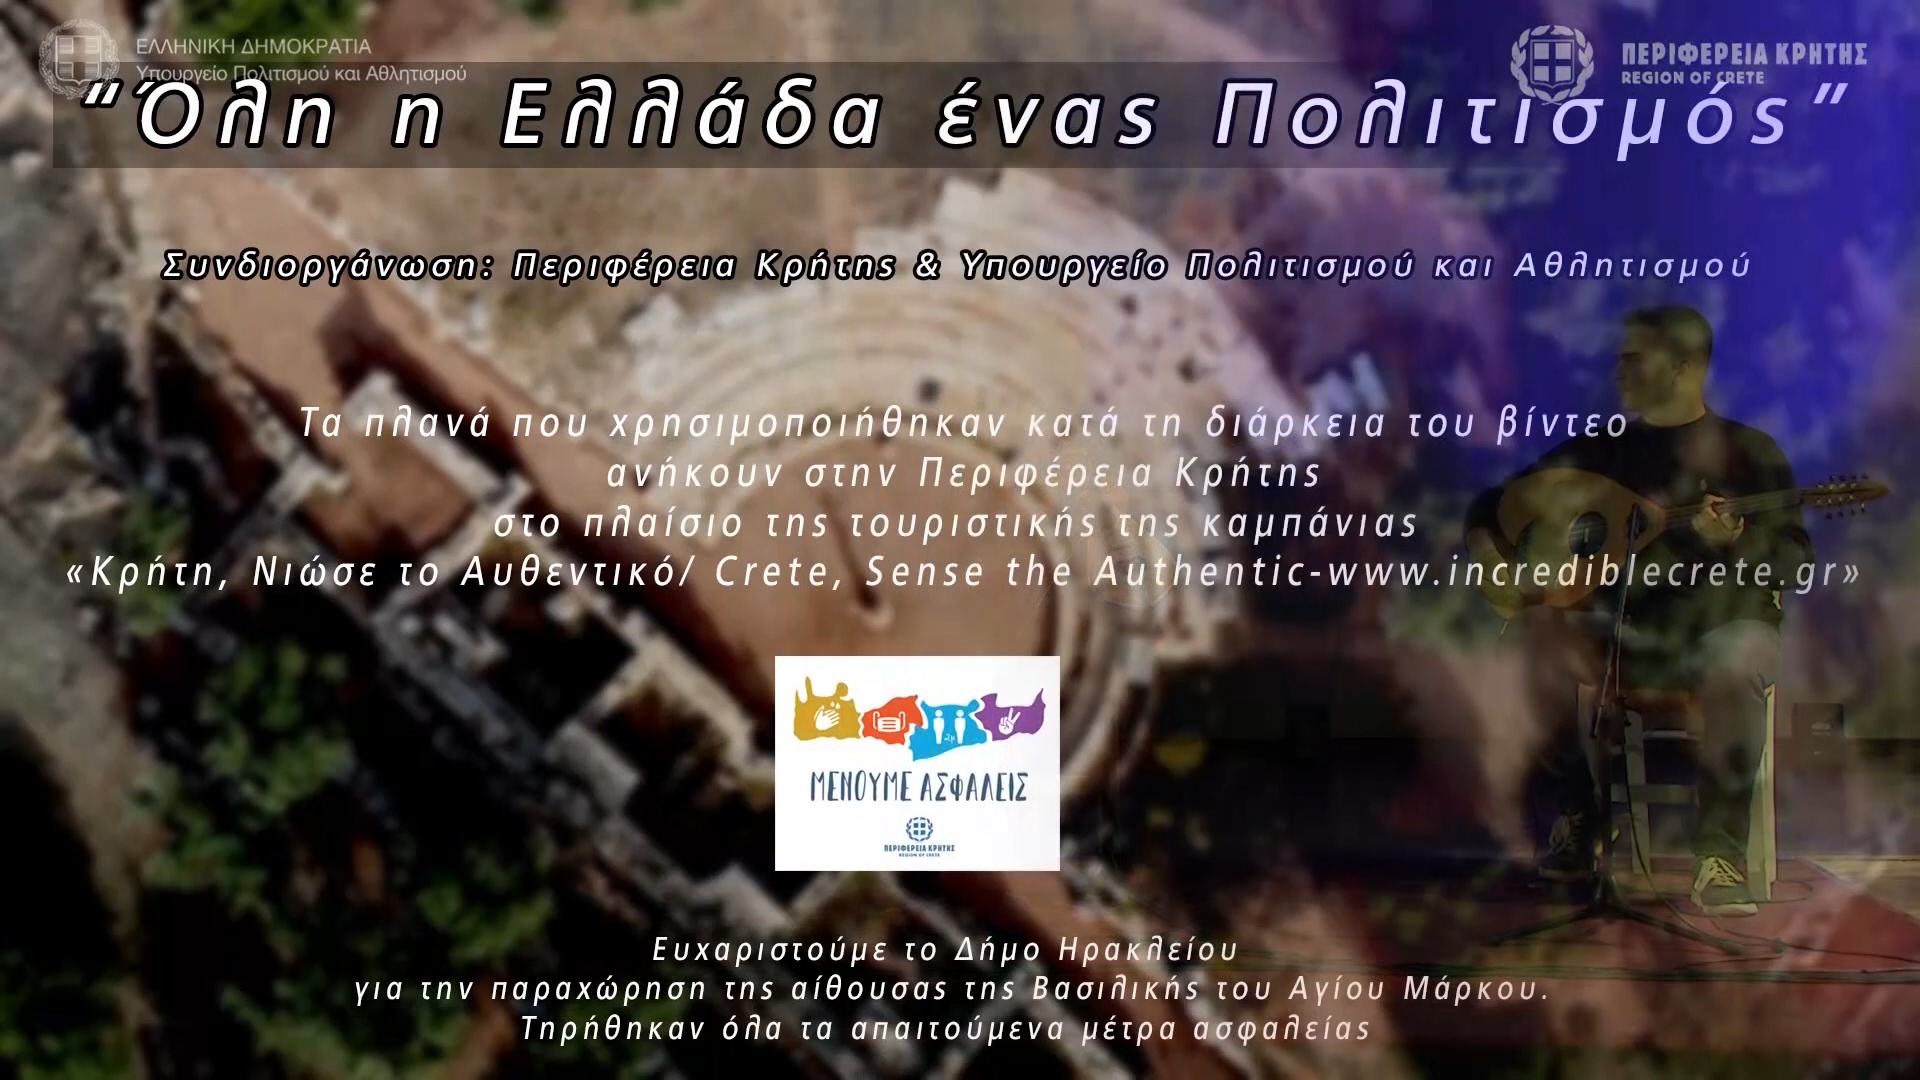 ΕΛΛΗΝΙΚΗ ΔΗΜΟΚΡΑΤΙΑ
Υπουργείο Πολιτισμού και Αθλητισμού
ΠΕΡΙΦΕΡΕΙΑ ΚΡΗΤΗΣ
REGION OF CRETE
“Όλη η Ελλάδα ένας Πολιτισμός”
Συνδιοργάνωση: Περιφέρεια Κρήτης & Υπουργείο Πολιτισμού και Αθλητισμού
Τα πλανά που χρησιμοποιήθηκαν κατά τη διάρκεια του βίντεο
ανήκουν στην Περιφέρεια Κρήτης
στο πλαίσιο της τουριστικής της καμπάνιας
«Κρήτη, Νιώσε το Αυθεντικό/ Crete, Sense the Authentic-www.incrediblecrete.gr»
2μ
ΜΕΝΟΥΜΕ ΑΣΦΑΛΕΙΣ
ΠΕΡΙΦΕΡΕΙΑ ΚΡΗΤΗΣ
REGION OF CRETE
Ευχαριστούμε το Δήμο Ηρακλείου
για την παραχώρηση της αίθουσας της Βασιλικής του Αγίου Μάρκου.
Τηρήθηκαν όλα τα απαιτούμενα μέτρα ασφαλείας